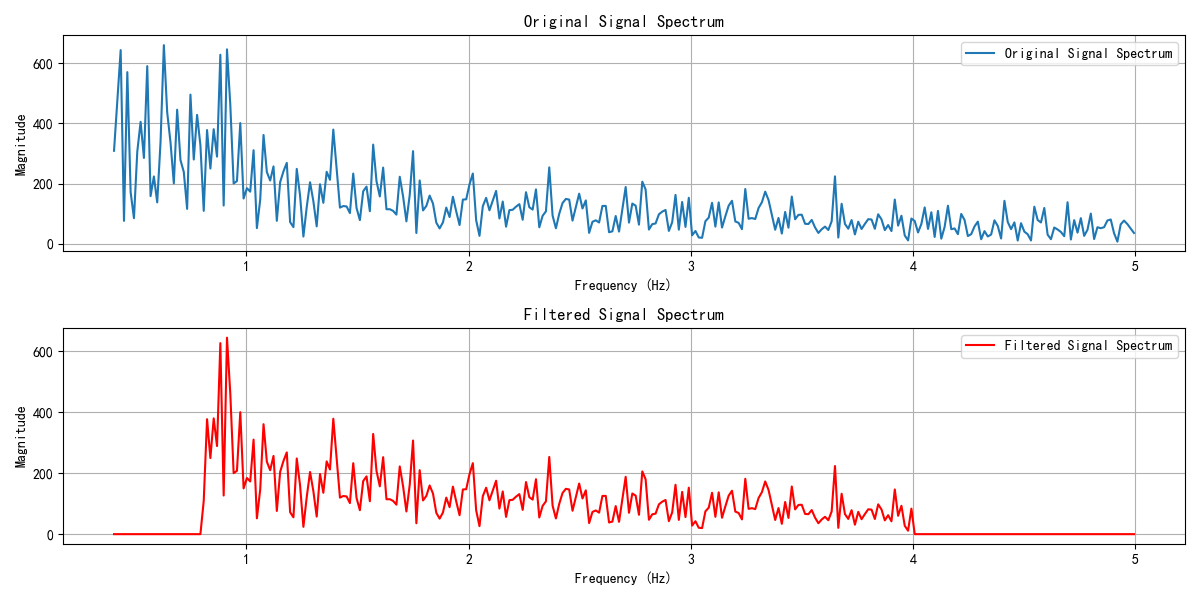 Original Signal Spectrum
Original Signal Spectrum
600
400
200
0
Magnitude
1 2 3 4 5
Frequency (Hz)
Filtered Signal Spectrum
Filtered Signal Spectrum
600
400
200
0
Magnitude
1 2 3 4 5
Frequency (Hz)